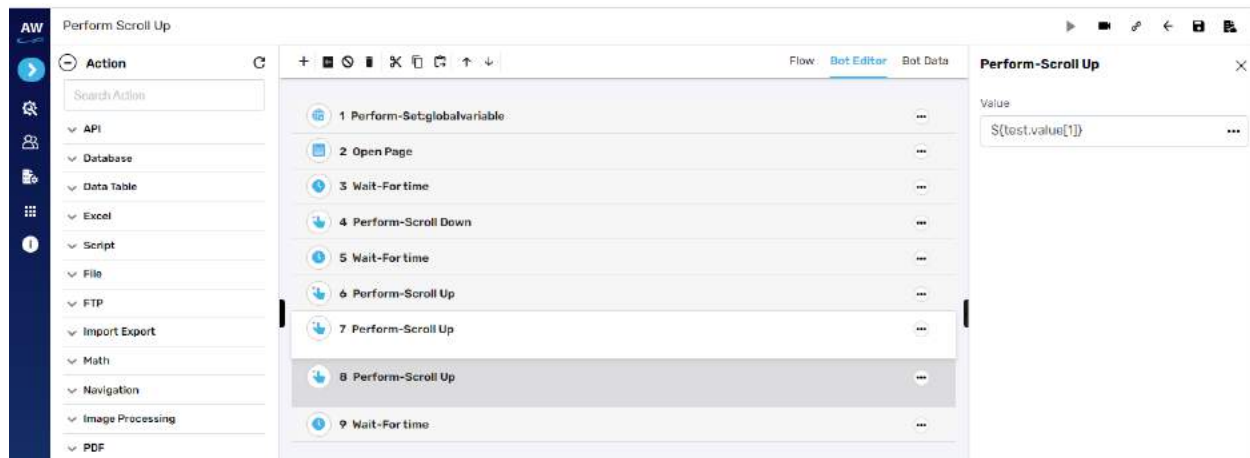 AW
Perform Scroll Up
Action
Search Action
API
Database
Data Table
Excel
Script
File
FTP
Import Export
Math
Navigation
Image Processing
PDF
Flow Bot Editor Bot Data
1 Perform-Set:globalvariable
2 Open Page
3 Wait-For time
4 Perform-Scroll Down
5 Wait-For time
6 Perform-Scroll Up
7 Perform-Scroll Up
8 Perform-Scroll Up
9 Wait-For time
Perform-Scroll Up
Value
${test.value[1]}